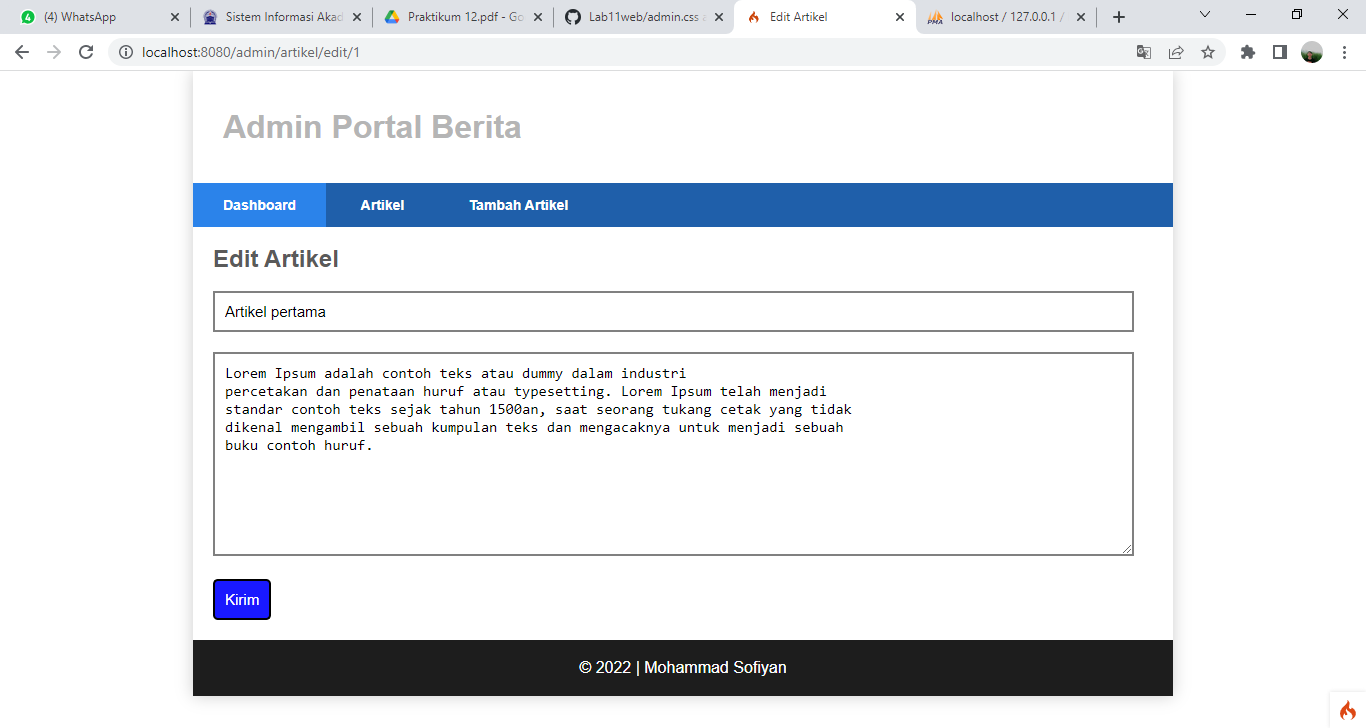 4 (4) WhatsApp
Sistem Informasi Akad
Praktikum 12.pdf - Go
Lab11web/admin.css a
Edit Artikel
PMA localhost / 127.0.0.1 /
localhost:8080/admin/artikel/edit/1
Admin Portal Berita
Dashboard Artikel Tambah Artikel
Edit Artikel
Artikel pertama
Lorem Ipsum adalah contoh teks atau dummy dalam industri
percetakan dan penataan huruf atau typesetting. Lorem Ipsum telah menjadi
standar contoh teks sejak tahun 1500an, saat seorang tukang cetak yang tidak
dikenal mengambil sebuah kumpulan teks dan mengacaknya untuk menjadi sebuah
buku contoh huruf.
Kirim
© 2022 | Mohammad Sofiyan